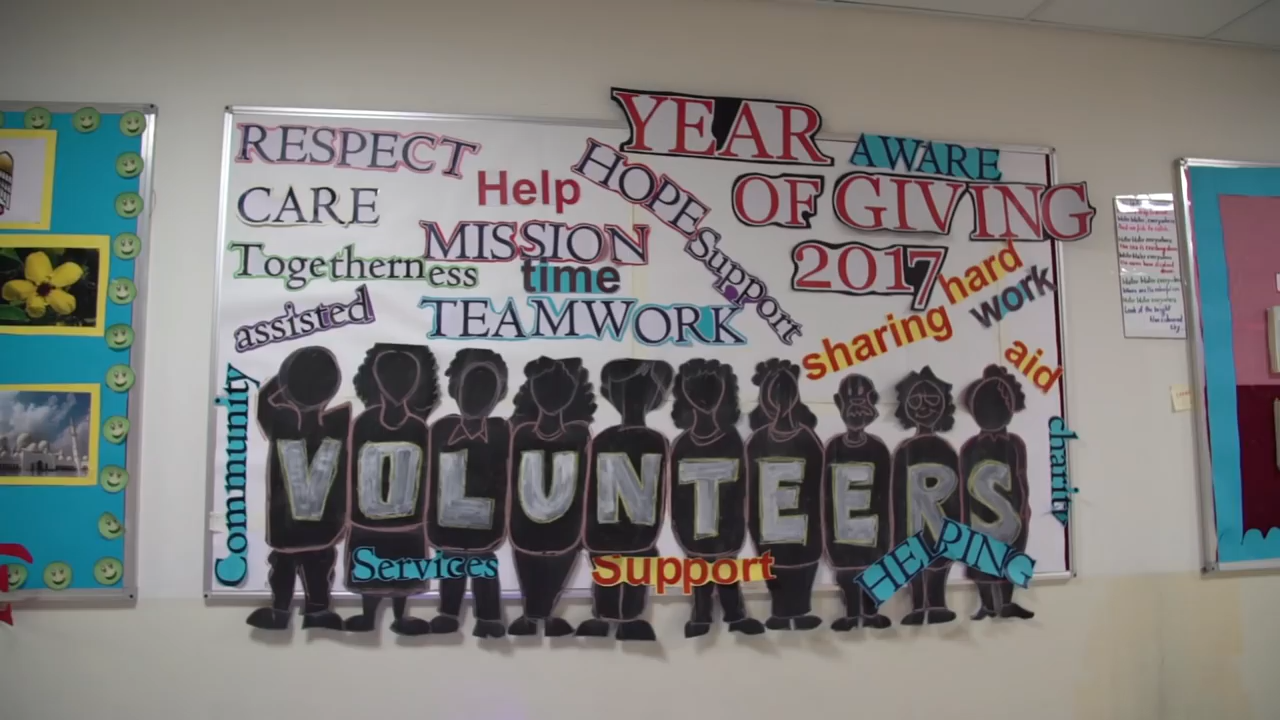 YEAR
OF GIVING
2017
AWARE
RESPECT
HOPE
Help
CARE
MISSION
Support
Togetherness
time
hard
work
assisted
TEAMWORK
sharing
aid
Community
VOLUNTEERS
charity
Services
Support
HELPING